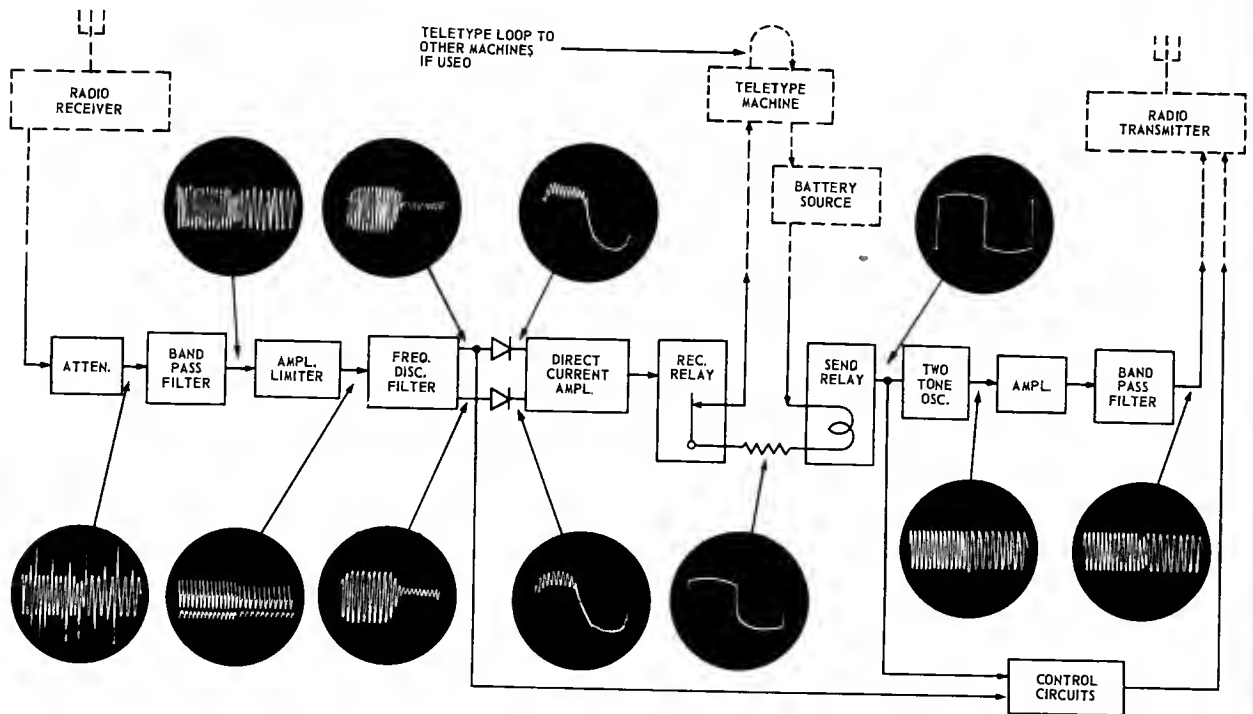 TELETYPE LOOP TO
OTHER MACHINES
IF USED
RADIO
RECEIVER
TELETYPE
MACHINE
RADIO
TRANSMITTER
BATTERY
SOURCE
ATTEN.
BAND
PASS
FILTER
AMPL.
LIMITER
FREQ.
DISC.
FILTER
DIRECT
CURRENT
AMPL.
REC.
RELAY
SEND
RELAY
TWO
TONE
OSC.
AMPL.
BAND
PASS
FILTER
CONTROL
CIRCUITS